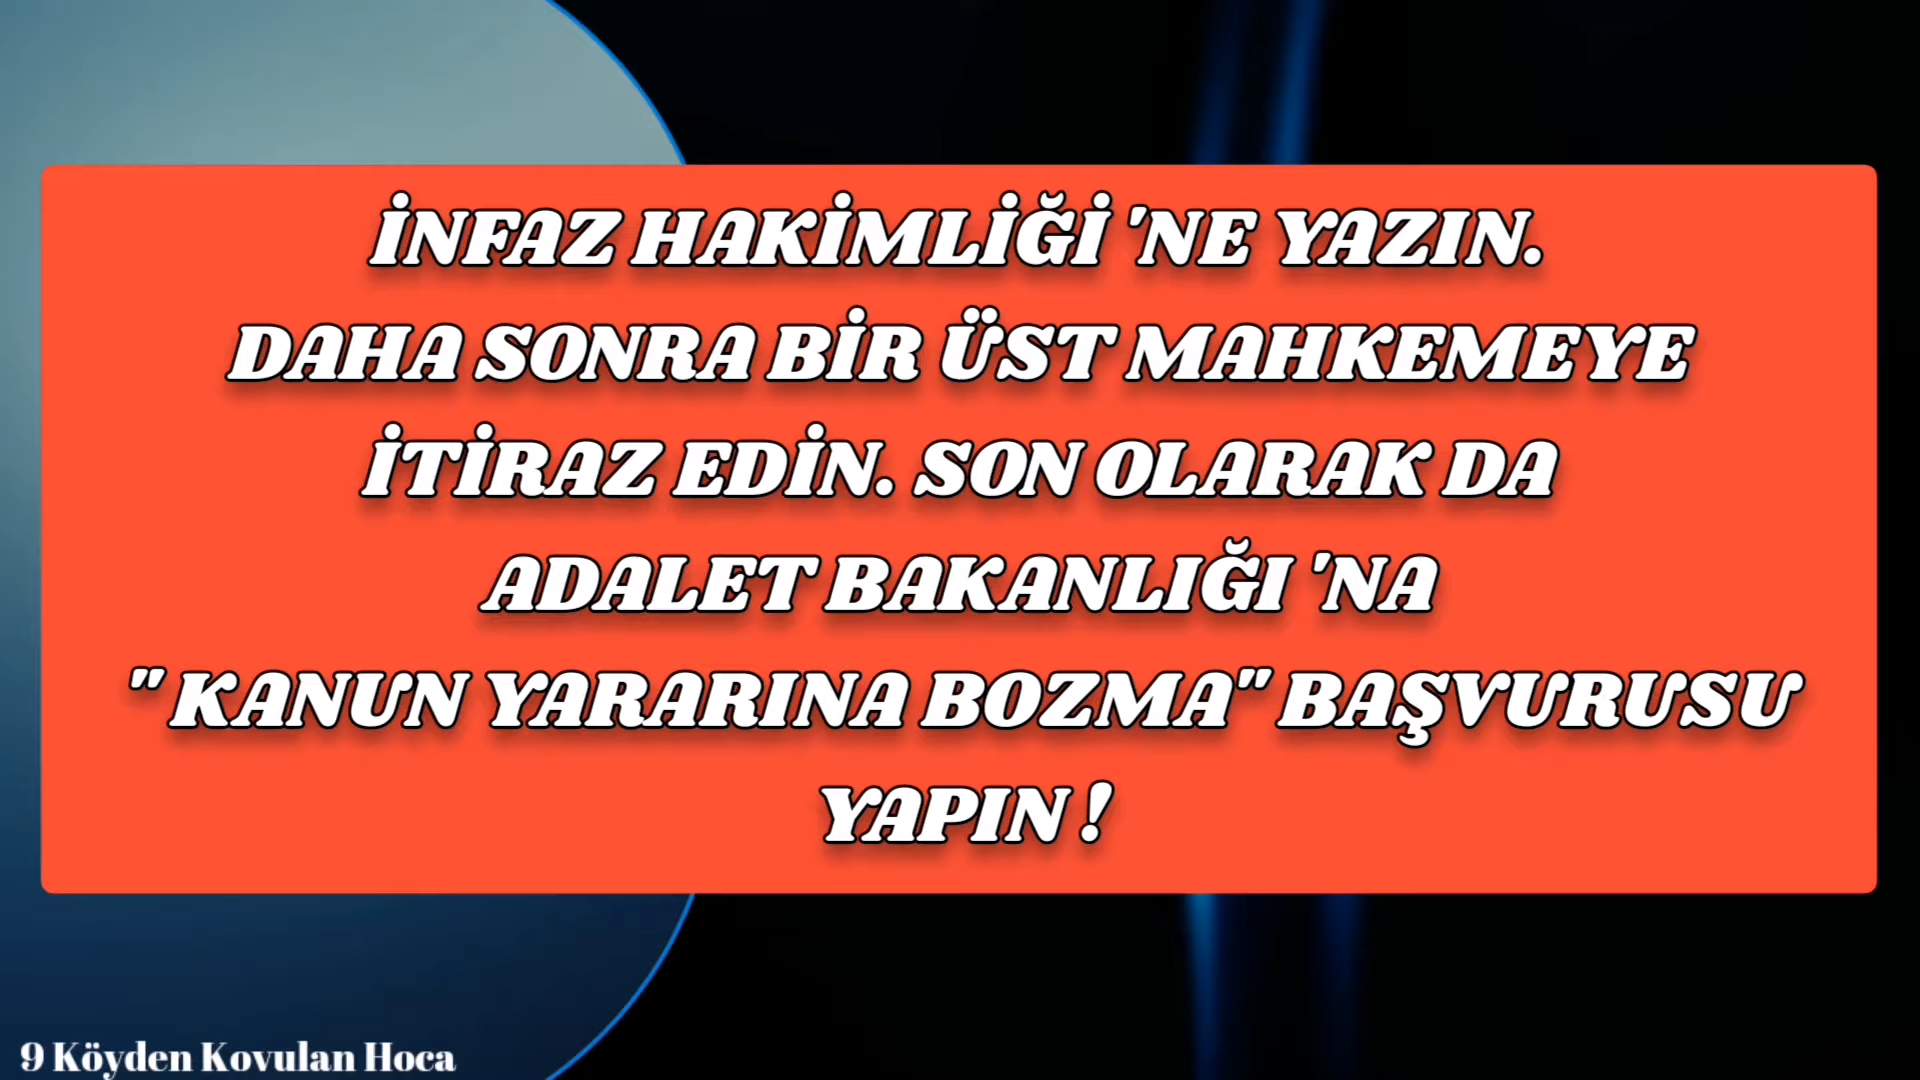 İNFAZ HAKİMLİĞİ 'NE YAZIN.
DAHA SONRA BİR ÜST MAHKEMEYE
İTİRAZ EDİN. SON OLARAK DA
ADALET BAKANLIĞI 'NA
"KANUN YARARINA BOZMA" BAŞVURUSU
YAPIN !
9 Köyden Kovulan Hoca